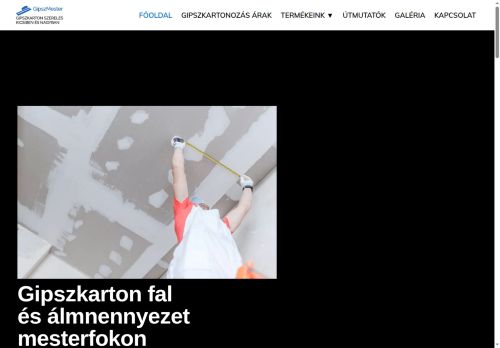 GipszMester
GIPSZKARTON SZERELÉS
KICSIBEN ÉS NAGYBAN
FŐOLDAL
GIPSZKARTONOZÁS ÁRAK
TERMÉKEINK ▼
ÚTMUTATÓK
GALÉRIA
KAPCSOLAT
Gipszkarton fal
és álmnennyezet
mesterfokon